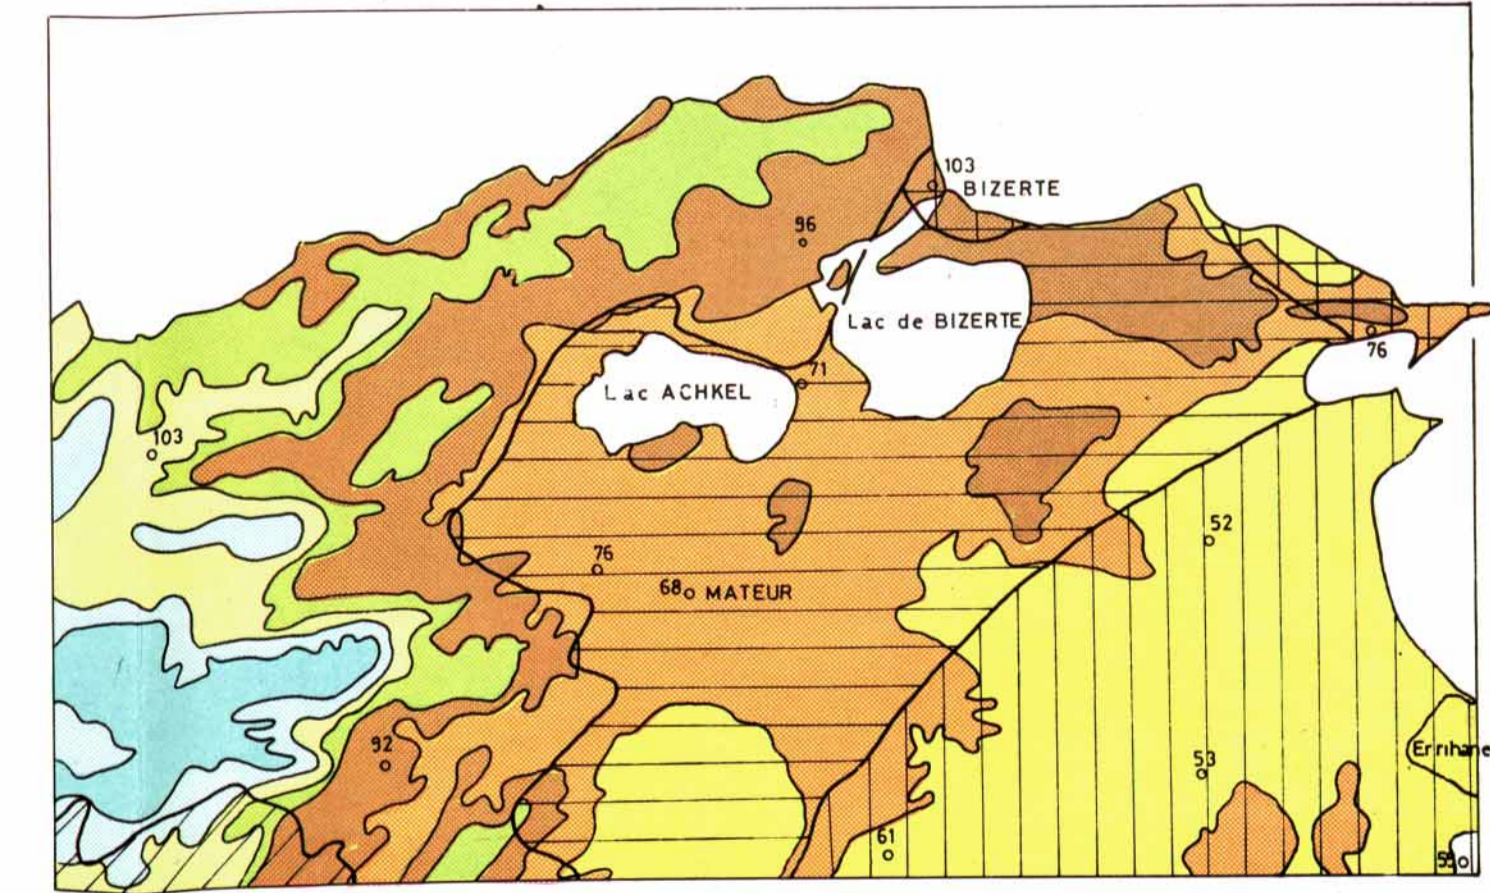 103
BIZERTE
96
Lac de BIZERTE
76
71
Lac ACHKEL
103
52
76
68 MATEUR
92
Errihane
53
61
55